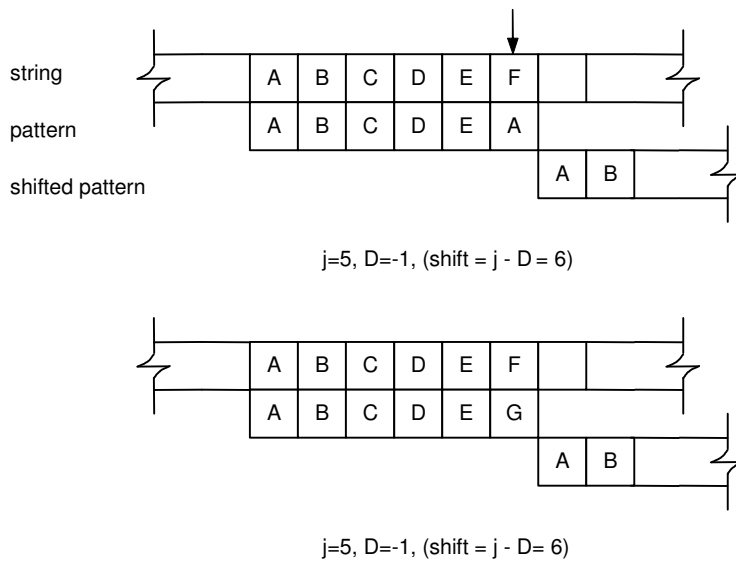 string A B C D E F
pattern A B C D E A
shifted pattern A B
j=5, D=-1, (shift = j - D = 6)
A B C D E F
A B C D E G
A B
j=5, D=-1, (shift = j - D= 6)